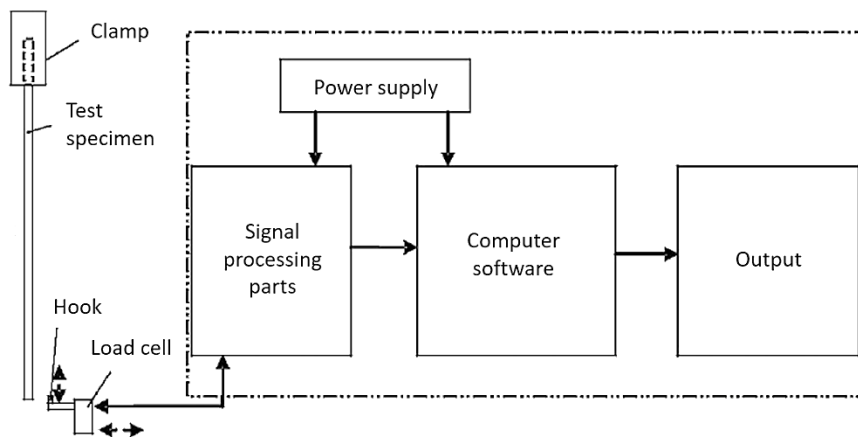 Clamp
Power supply
Test
specimen
Signal
processing
parts
Computer
software
Output
Hook
Load cell